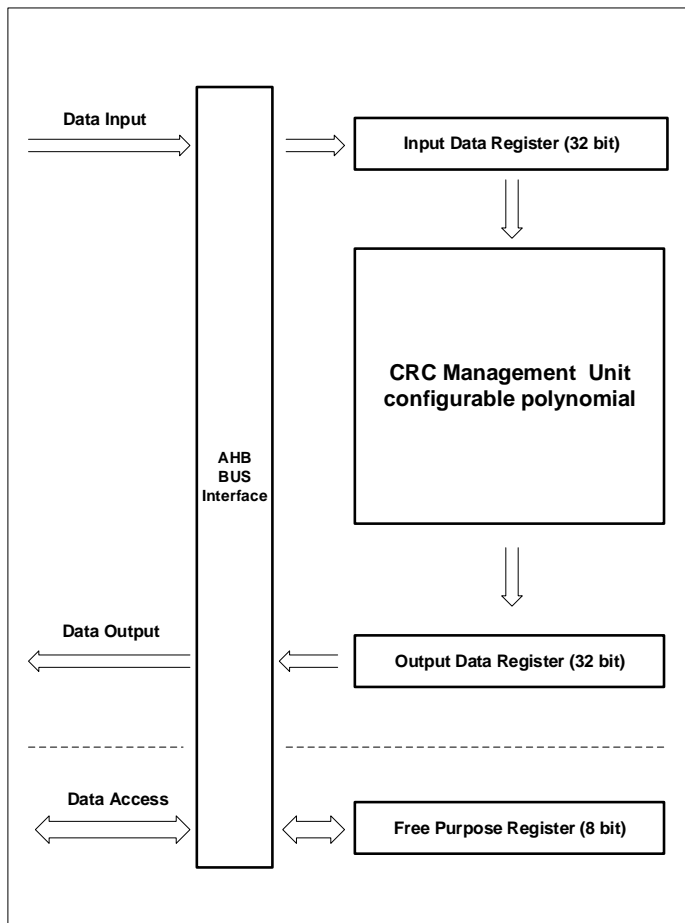 Data Input
Input Data Register (32 bit)
CRC Management Unit
configurable polynomial
AHB
BUS
Interface
Data Output
Output Data Register (32 bit)
Data Access
Free Purpose Register (8 bit)